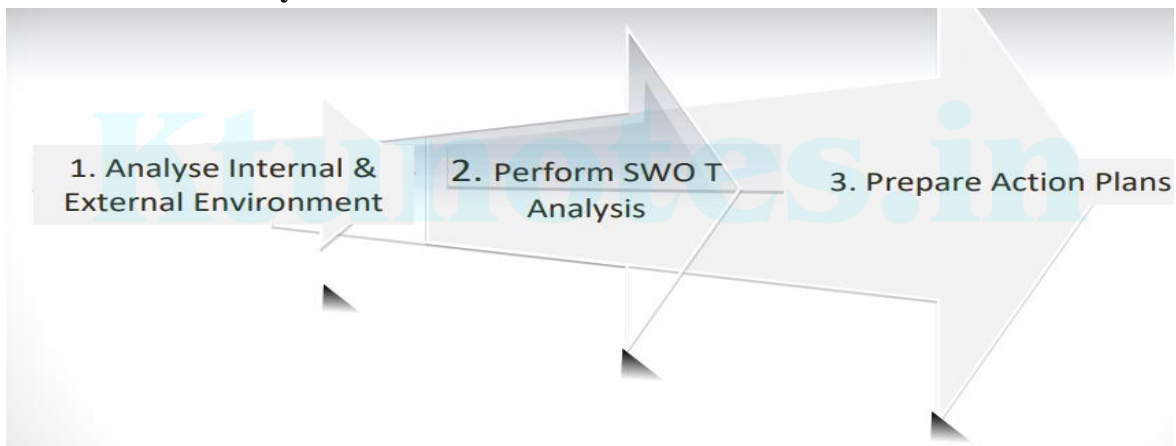 1. Analyse Internal &
External Environment
2. Perform SWO T
Analysis
3. Prepare Action Plans
Ktunotes.in